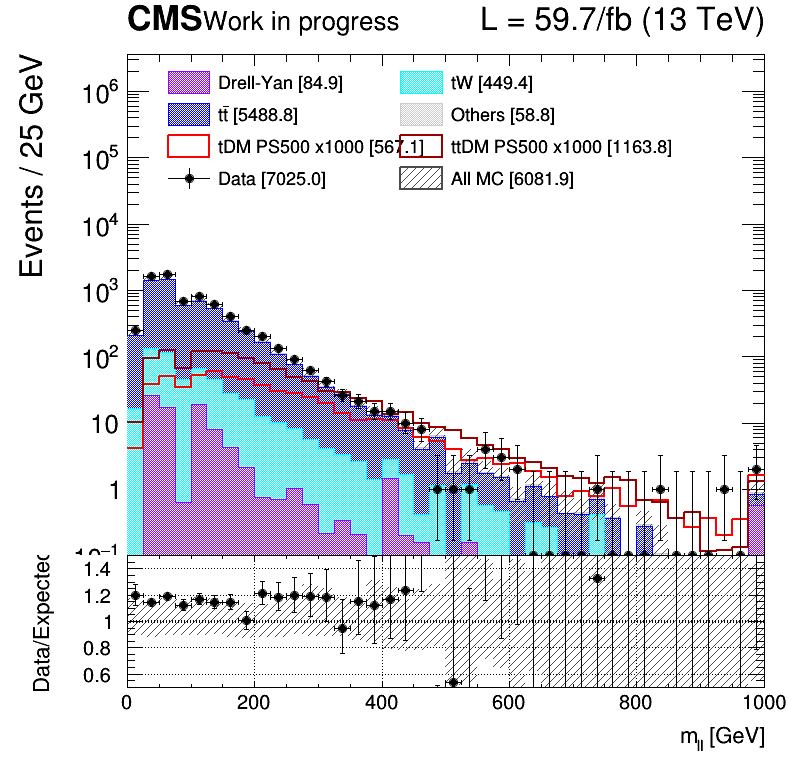 CMS Work in progress L = 59.7/fb (13 TeV)
Events / 25 GeV
Drell-Yan [84.9] tW [449.4]
tt̄ [5488.8] Others [58.8]
tDM PS500 x1000 [567.1] ttDM PS500 x1000 [1163.8]
Data [7025.0] All MC [6081.9]
10⁶
10⁵
10⁴
10³
10²
10
1
10⁻¹
Data/Expected
1.4
1.2
1
0.8
0.6
0 200 400 600 800 1000
m_ll [GeV]